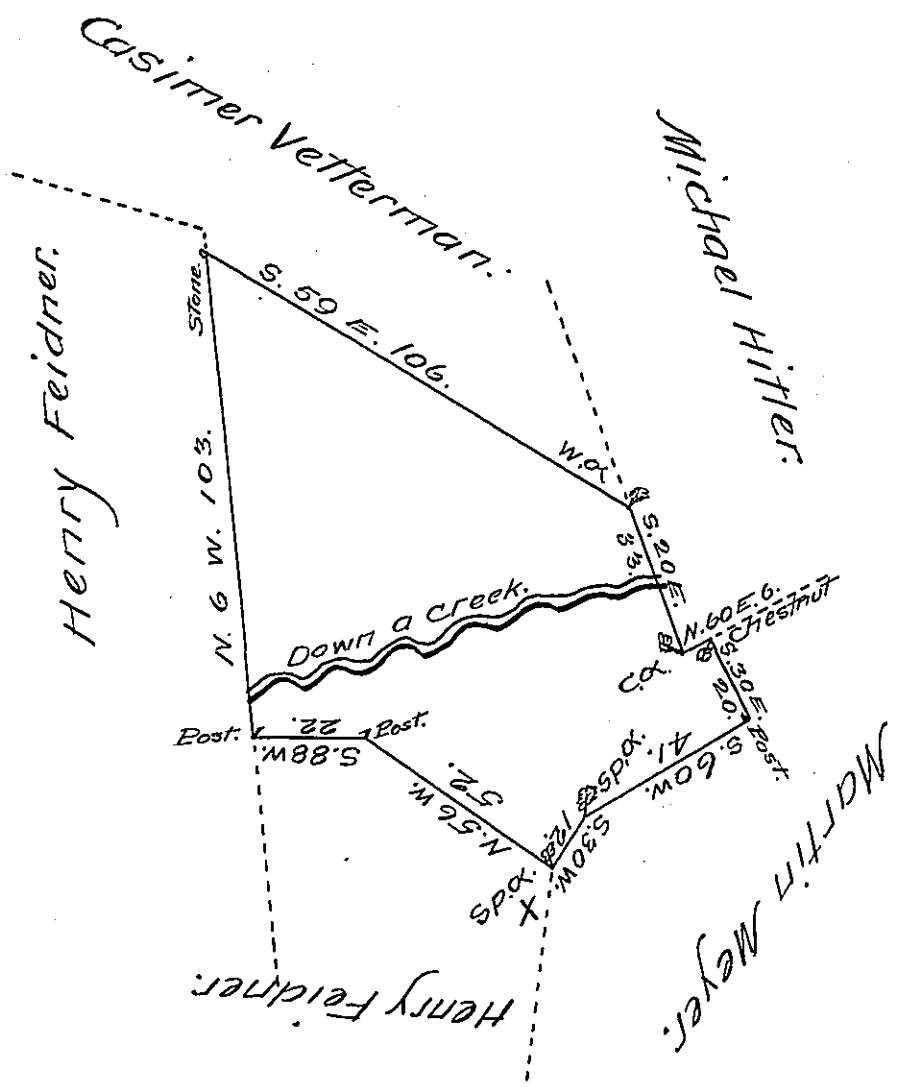 Casimer Vetterman.
Michael Hitler.
Henry Feidner.
Stone.
S. 59 E. 106.
N. 6 W. 103.
W.α
S. 20 E.
33.
Down a Creek.
N. 60 E. 6.
Chestnut
C.α.
S. 30 E.
20.
Post.
S. 60 W.
41.
Sp.α.
S. 30 W.
12.
Sp.α.
X
N. 56 W.
52.
Post.
S. 88 W
22.
Post.
Martin Meyer.
Henry Feidner.